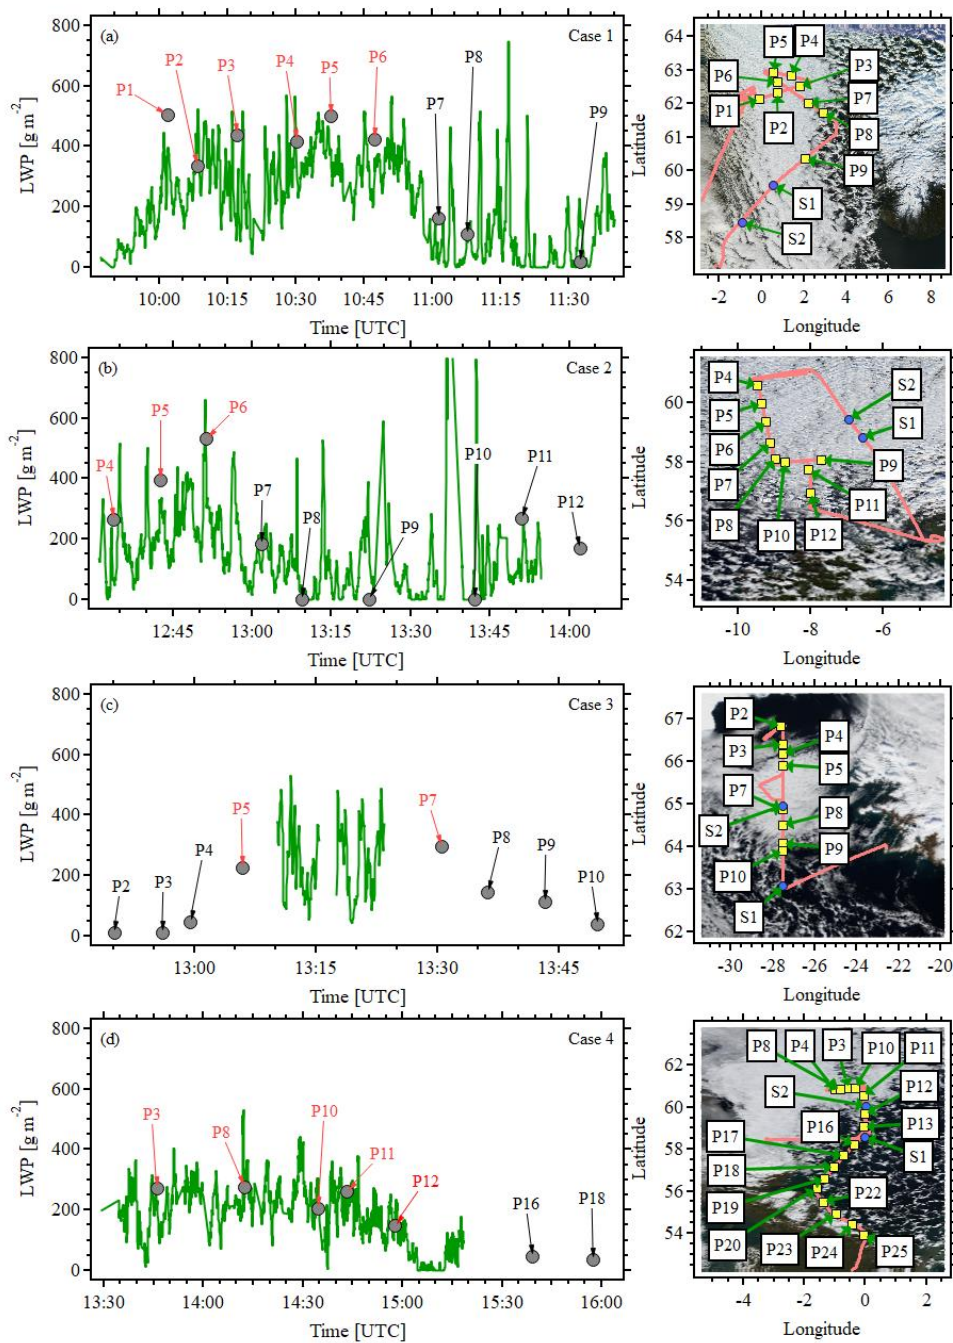 (a)
Case 1
P1
P2
P3
P4
P5
P6
P7
P8
P9
LWP [g m-2]
800
600
400
200
0
10:00
10:15
10:30
10:45
11:00
11:15
11:30
Time [UTC]
P5
P4
P6
P3
P1
P7
P2
P8
P9
S1
S2
Latitude
64
63
62
61
60
59
58
-2
0
2
4
6
8
Longitude
(b)
Case 2
P4
P5
P6
P7
P8
P9
P10
P11
P12
LWP [g m-2]
800
600
400
200
0
12:45
13:00
13:15
13:30
13:45
14:00
Time [UTC]
P4
S2
P5
S1
P6
P9
P7
P11
P8
P10
P12
Latitude
60
58
56
54
-10
-8
-6
Longitude
(c)
Case 3
P2
P3
P4
P5
P7
P8
P9
P10
LWP [g m-2]
800
600
400
200
0
13:00
13:15
13:30
13:45
Time [UTC]
P2
P4
P3
P5
P7
P8
S2
P9
P10
S1
Latitude
67
66
65
64
63
62
-30
-28
-26
-24
-22
-20
Longitude
(d)
Case 4
P3
P8
P10
P11
P12
P16
P18
LWP [g m-2]
800
600
400
200
0
13:30
14:00
14:30
15:00
15:30
16:00
Time [UTC]
P8
P4
P3
P10
P11
S2
P12
P16
P13
P17
S1
P18
P22
P19
P20
P23
P24
P25
Latitude
62
60
58
56
54
-4
-2
0
2
Longitude